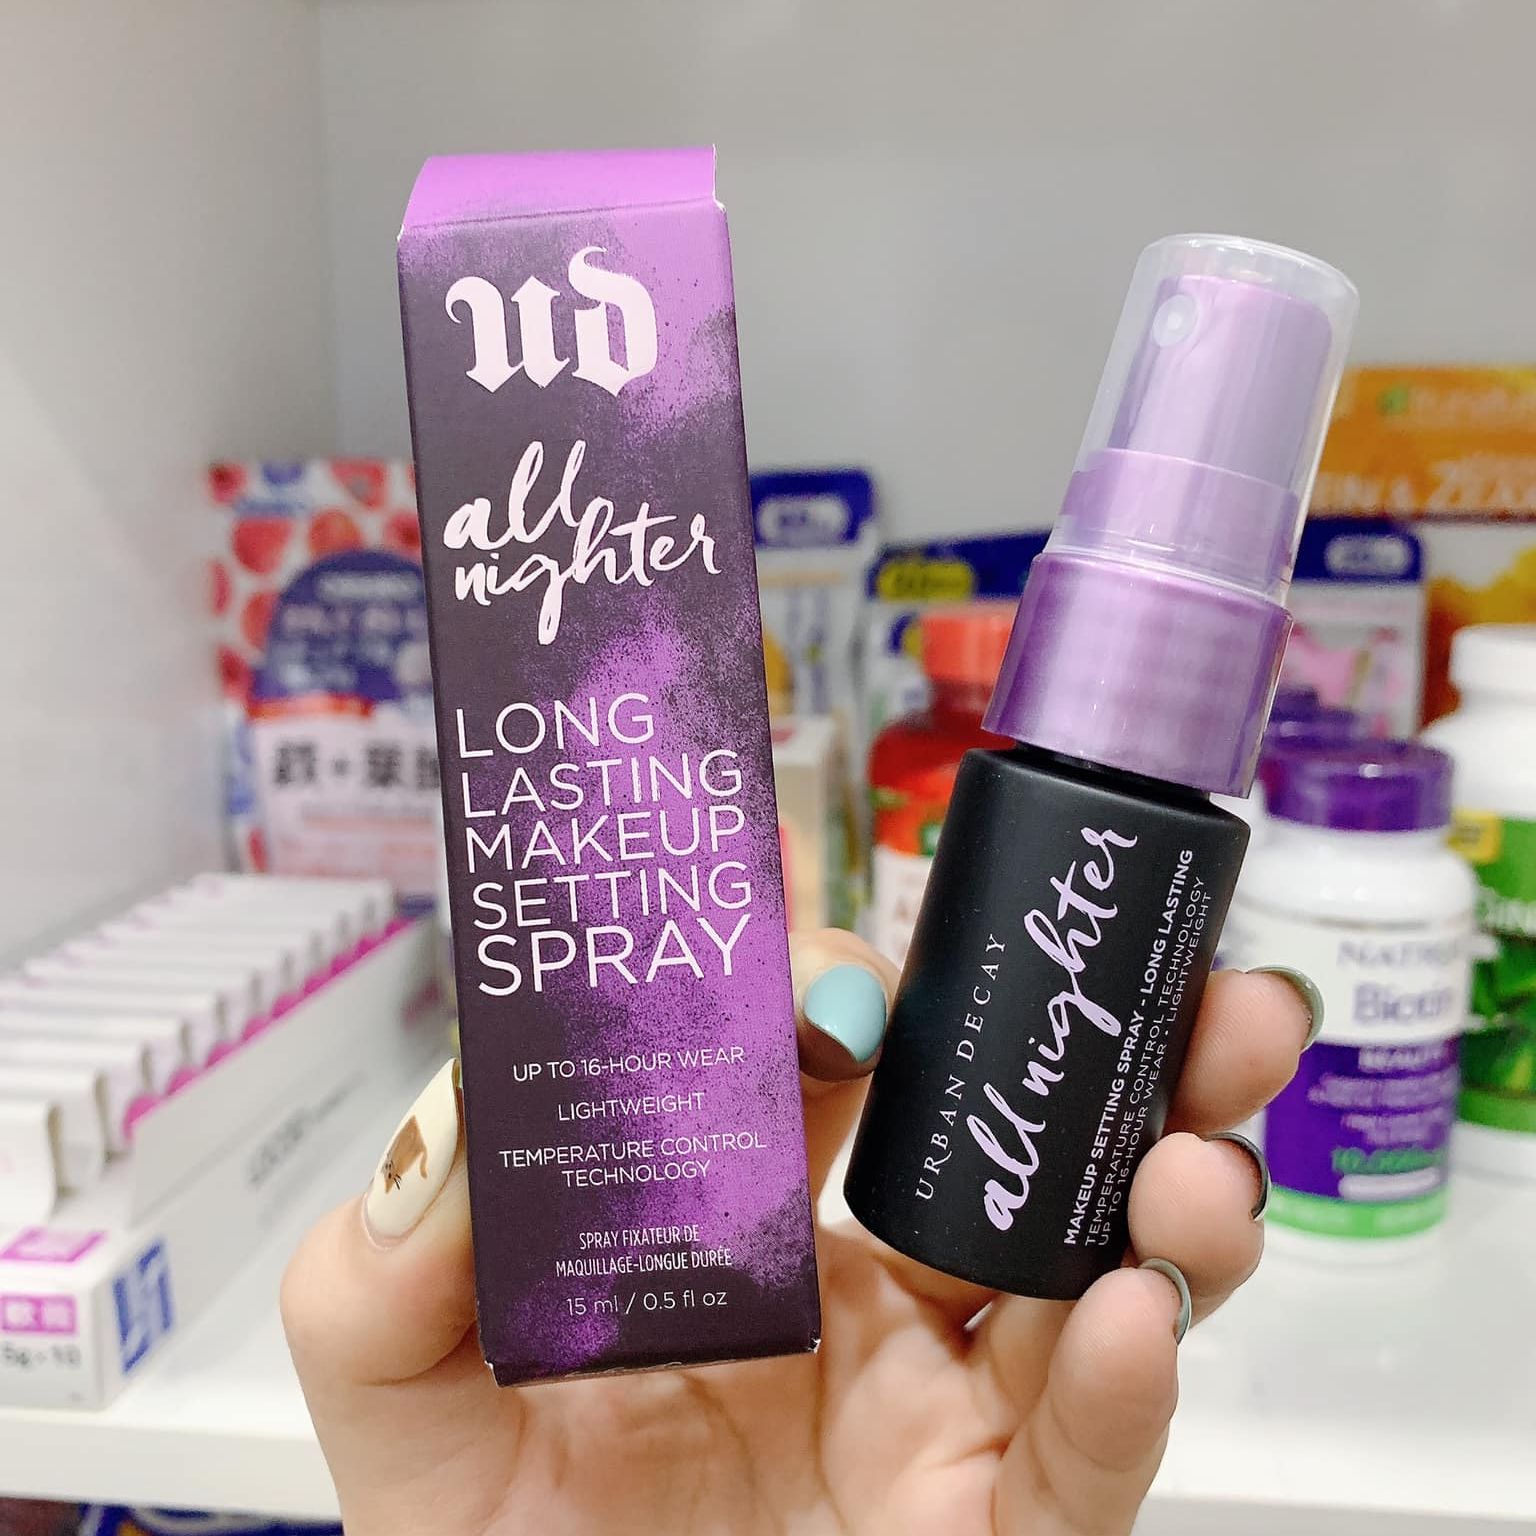 ud
all
nighter
LONG
LASTING
MAKEUP
SETTING
SPRAY
UP TO 16-HOUR WEAR
LIGHTWEIGHT
TEMPERATURE CONTROL
TECHNOLOGY
SPRAY FIXATEUR DE
MAQUILLAGE-LONGUE DURÉE
15 ml / 0.5 fl oz
URBAN DECAY
all nighter
MAKEUP SETTING SPRAY - LONG LASTING
TEMPERATURE CONTROL TECHNOLOGY
UP TO 16-HOUR WEAR • LIGHTWEIGHT
Biotin
BEAUTY